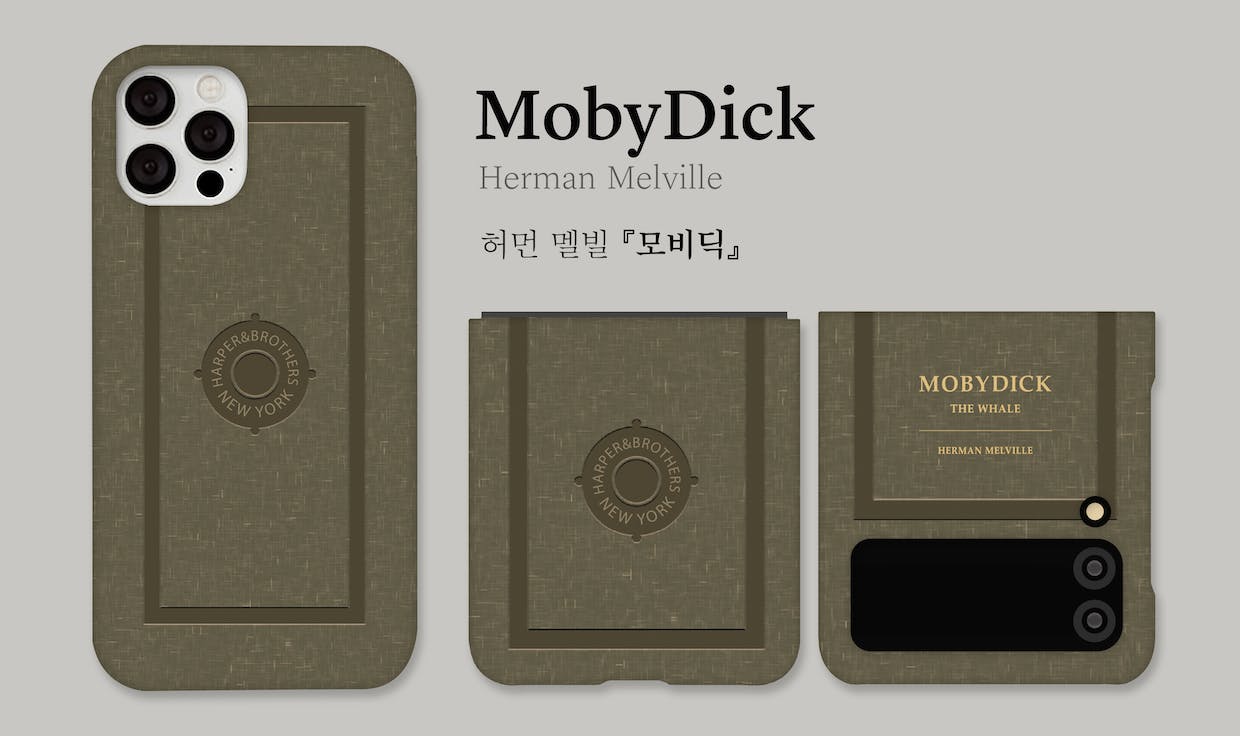 MobyDick
Herman Melville
허먼 멜빌 『모비딕』
HARPER&BROTHERS
NEW YORK
HARPER&BROTHERS
NEW YORK
MOBYDICK
THE WHALE
HERMAN MELVILLE